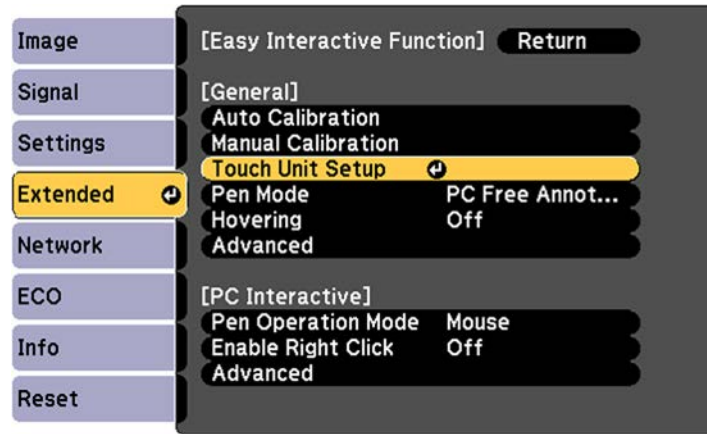 Image
Signal
Settings
Extended
Network
ECO
Info
Reset
[Easy Interactive Function] Return
[General]
Auto Calibration
Manual Calibration
Touch Unit Setup
Pen Mode PC Free Annot...
Hovering Off
Advanced
[PC Interactive]
Pen Operation Mode Mouse
Enable Right Click Off
Advanced